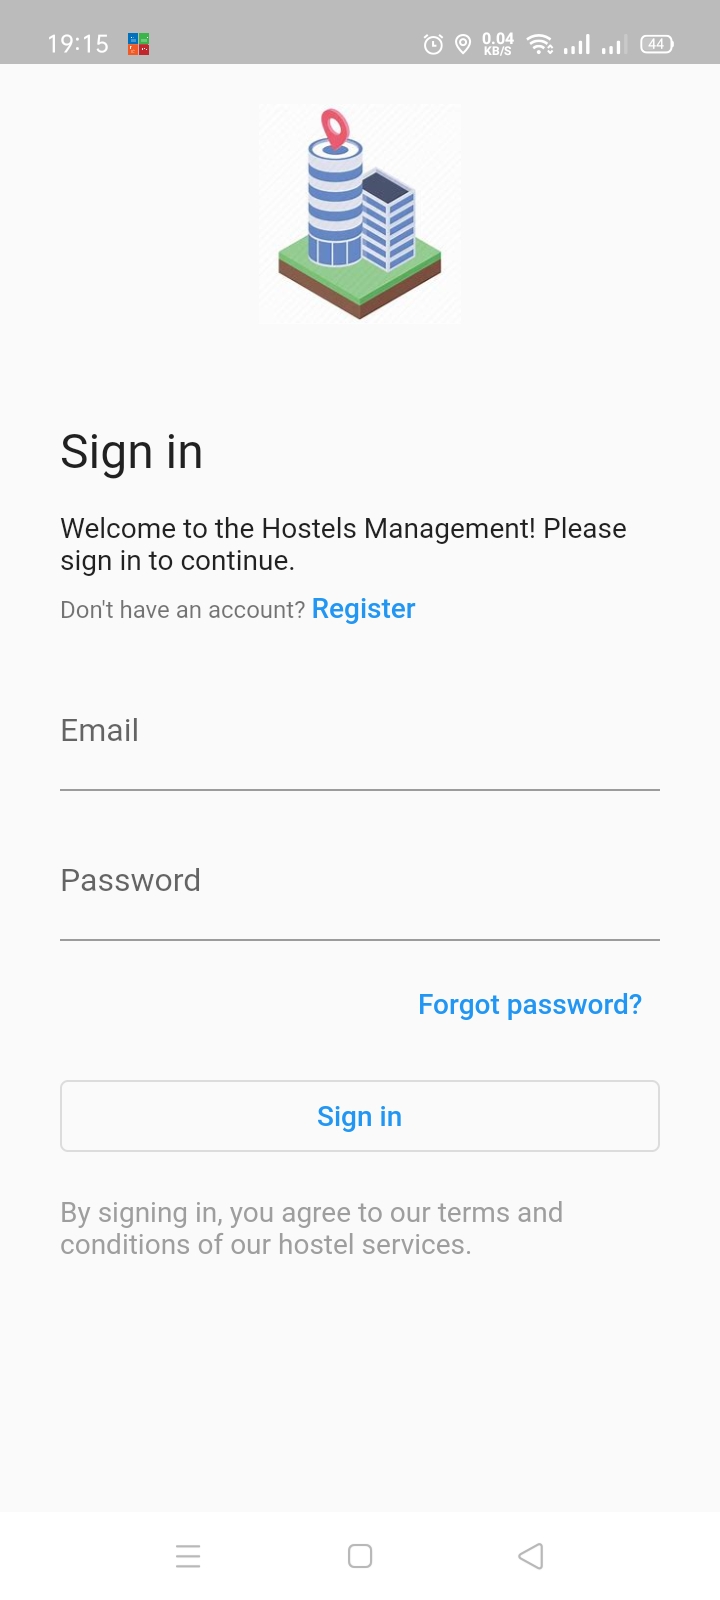 19:15
0.04
KB/S
44
Sign in
Welcome to the Hostels Management! Please
sign in to continue.
Don't have an account? Register
Email
Password
Forgot password?
Sign in
By signing in, you agree to our terms and
conditions of our hostel services.